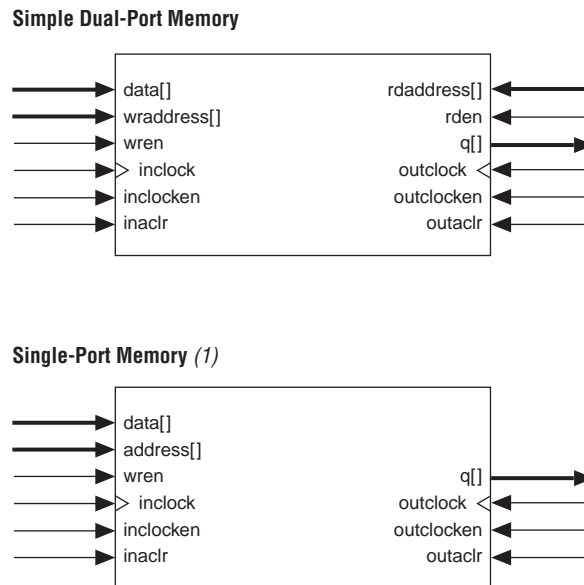 Simple Dual-Port Memory
data[] rdaddress[]
wraddress[] rden
wren q[]
inclock outclock
inclocken outclocken
inaclr outaclr
Single-Port Memory (1)
data[]
address[]
wren q[]
inclock outclock
inclocken outclocken
inaclr outaclr